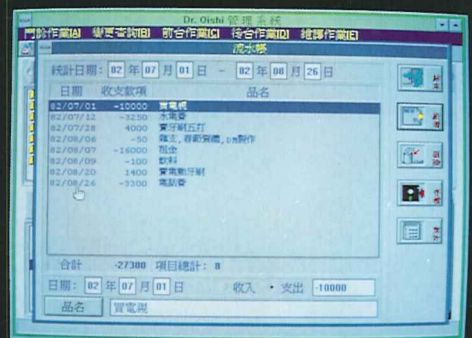 Dr. Oishi 管理系統
門診作業[A] 變更查詢[B] 前台作業[C] 後台作業[D] 維護作業[E]
流水帳
統計日期: 82 年 07 月 01 日 - 82 年 08 月 26 日
日期 收支款項 品名
82/07/01 -10000 買電視
82/07/12 -3250 水電費
82/07/28 4000 賣牙刷五打
82/08/06 -50 雜支,
82/08/07 -16000 租金
82/08/09 -100 飲料
82/08/20 1400 賣電動牙刷
82/08/26 -3300 電話費
合計 -27300 項目總計: 8
日期: 82 年 07 月 01 日 收入 • 支出 -10000
品名 買電視